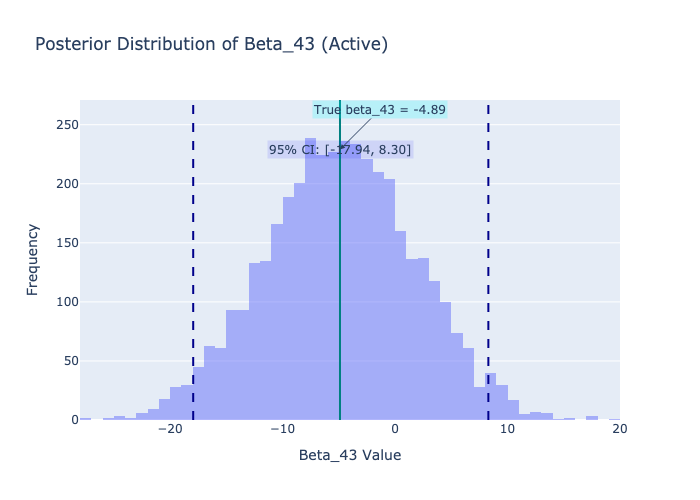 Posterior Distribution of Beta_43 (Active)
True beta_43 = -4.89
95% CI: [-17.94, 8.30]
250
200
150
100
50
0
Frequency
−20
−10
0
10
20
Beta_43 Value